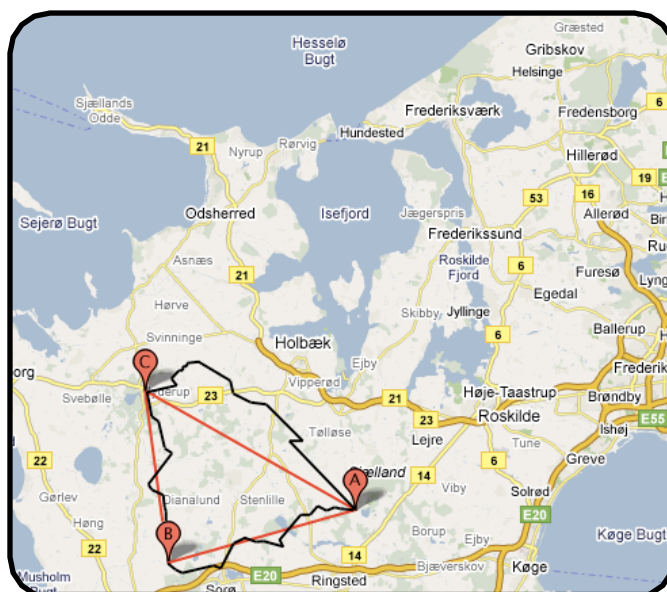 Græsted
Hesselø
Bugt
Gribskov
Helsinge
6
Sjællands
Odde
Frederiksværk
Fredensborg
Hundested
Rørvig
21
Nyrup
Hillerød
19
16
53
Jægerspris
Isefjord
Odsherred
Allerød
Sejerø Bugt
Frederikssund
6
Asnæs
Roskilde
Fjord
21
Furesø
Egedal
Hørve
Skibby
Jyllinge
Svinninge
Holbæk
6
Ballerup
C
Ejby
Vipperød
Svebølle
23
21
Høje-Taastrup
Brøndby
Roskilde
23
E55
Tølløse
Lejre
Tune
Ishøj
22
6
Greve
14
A
Viby
Solrød
Gørlev
Dianalund
Stenlille
E20
Høng
B
Borup
Ejby
Køge Bugt
22
14
Bjæverskov
Køge
E20
Musholm
Bugt
Sorø
Ringsted